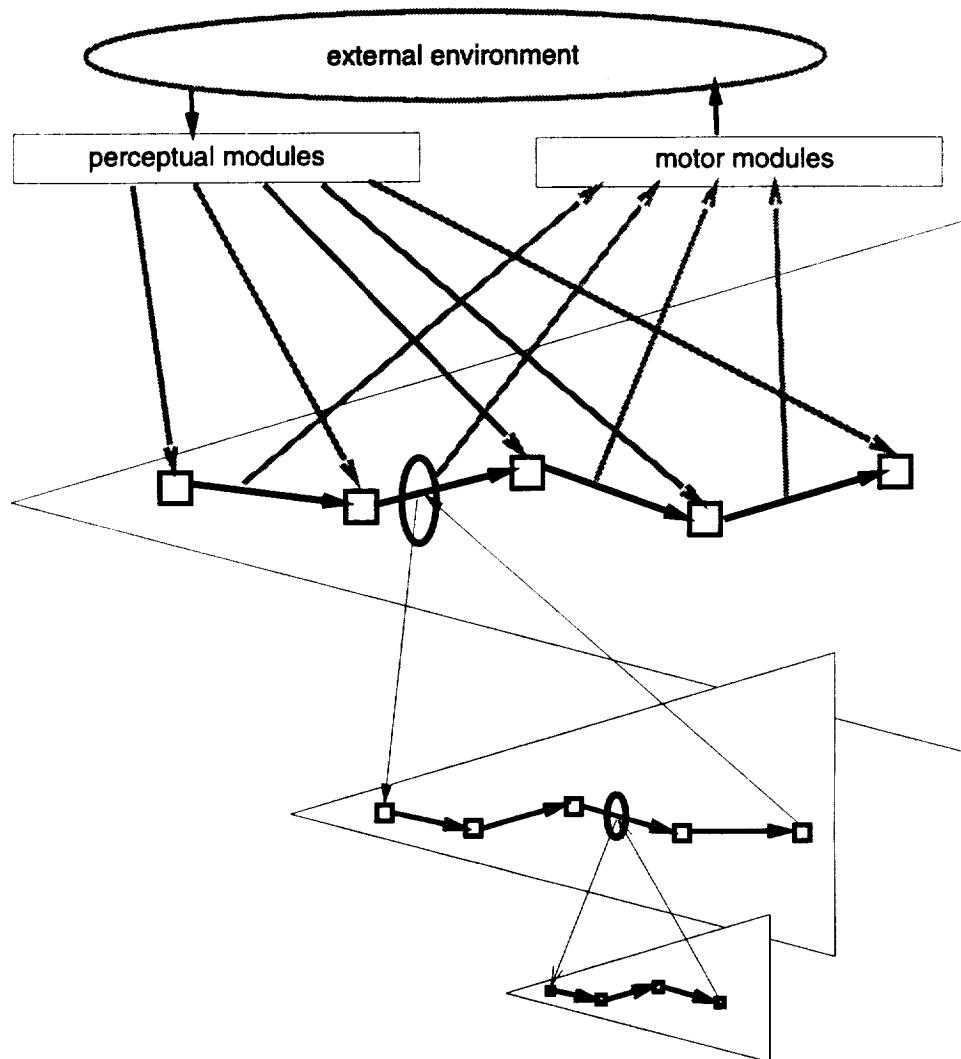 external environment
perceptual modules
motor modules